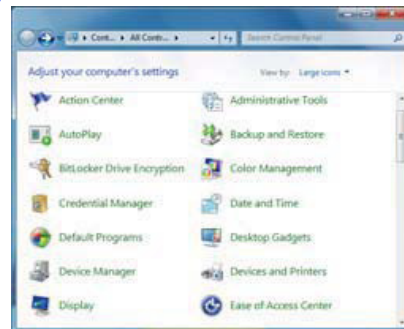 Cont... All Contr...
Search Control Panel
Adjust your computer's settings View by: Large icons
Action Center Administrative Tools
AutoPlay Backup and Restore
BitLocker Drive Encryption Color Management
Credential Manager Date and Time
Default Programs Desktop Gadgets
Device Manager Devices and Printers
Display Ease of Access Center